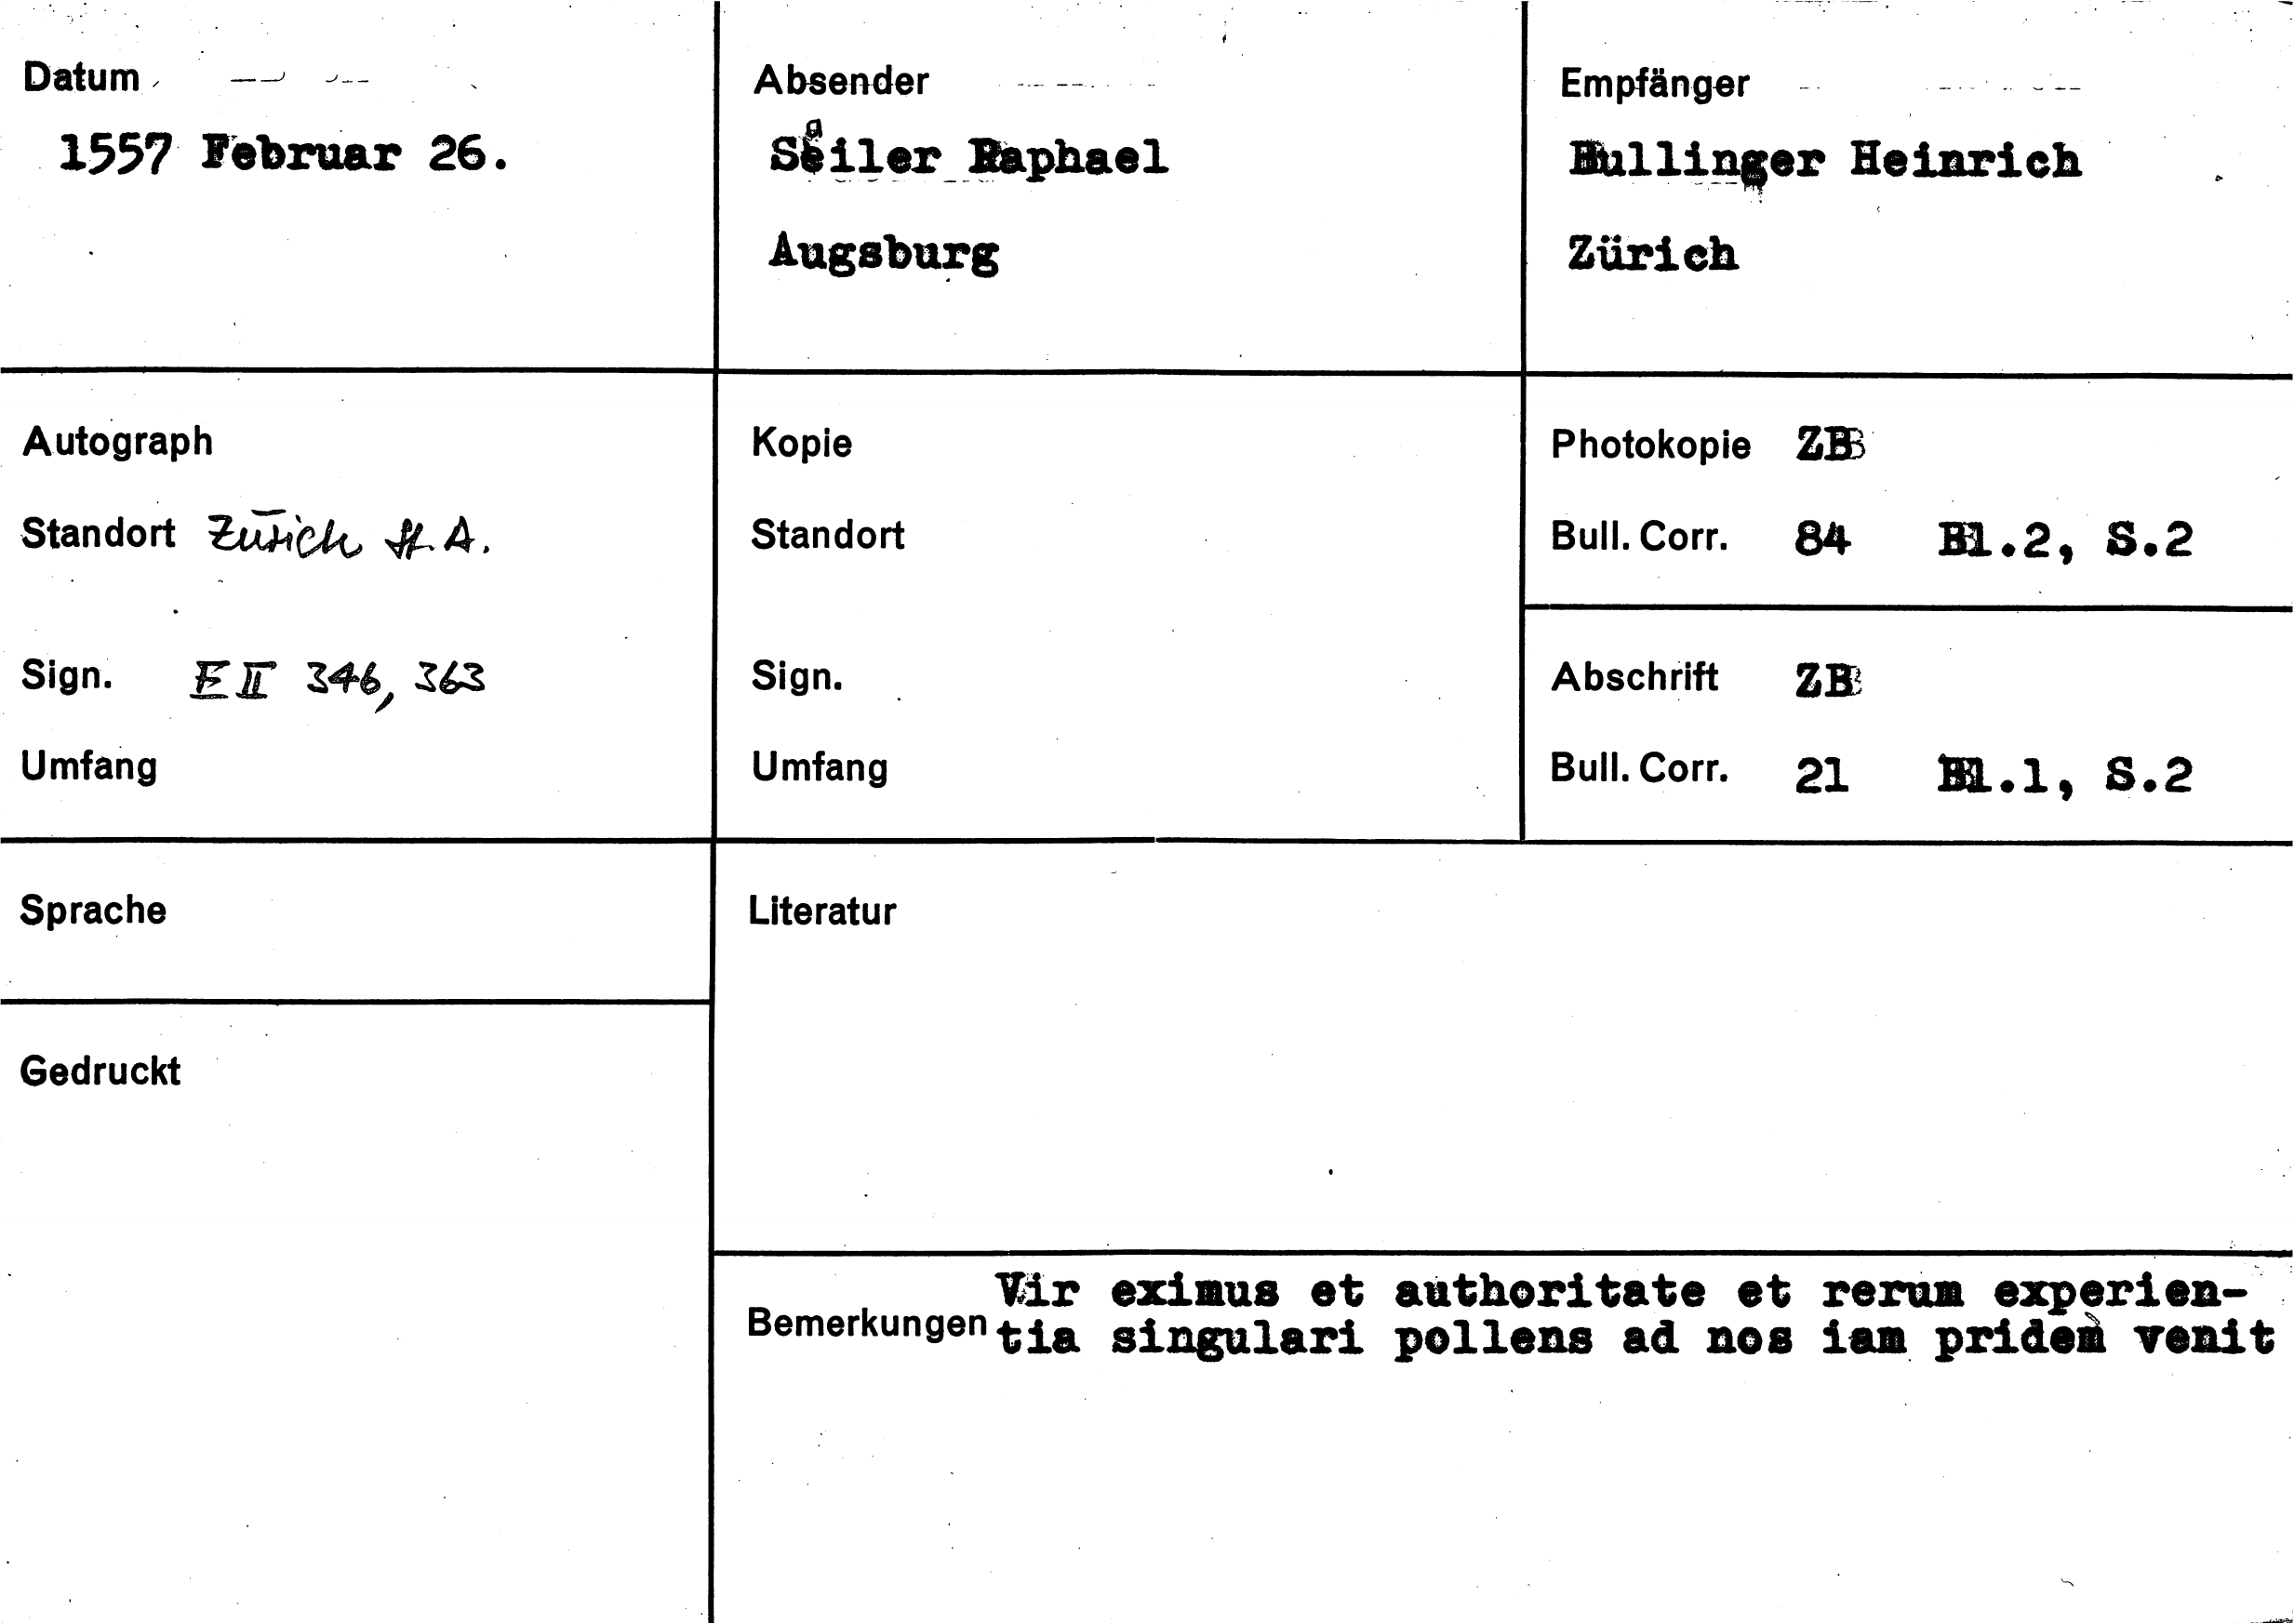 Datum
1557 Februar 26.
Absender
Sailer Raphael
Augsburg
Empfänger
Bullinger Heinrich
Zürich
Autograph
Standort Zürich St. A.
Sign. E II 346, 363
Umfang
Kopie
Standort
Sign.
Umfang
Photokopie ZB
Bull. Corr. 84 Bl.2, S.2
Abschrift ZB
Bull. Corr. 21 Bl.1, S.2
Sprache
Gedruckt
Literatur
Bemerkungen
Vir eximus et authoritate et rerum experien-
tia singulari pollens ad nos iam pridem venit